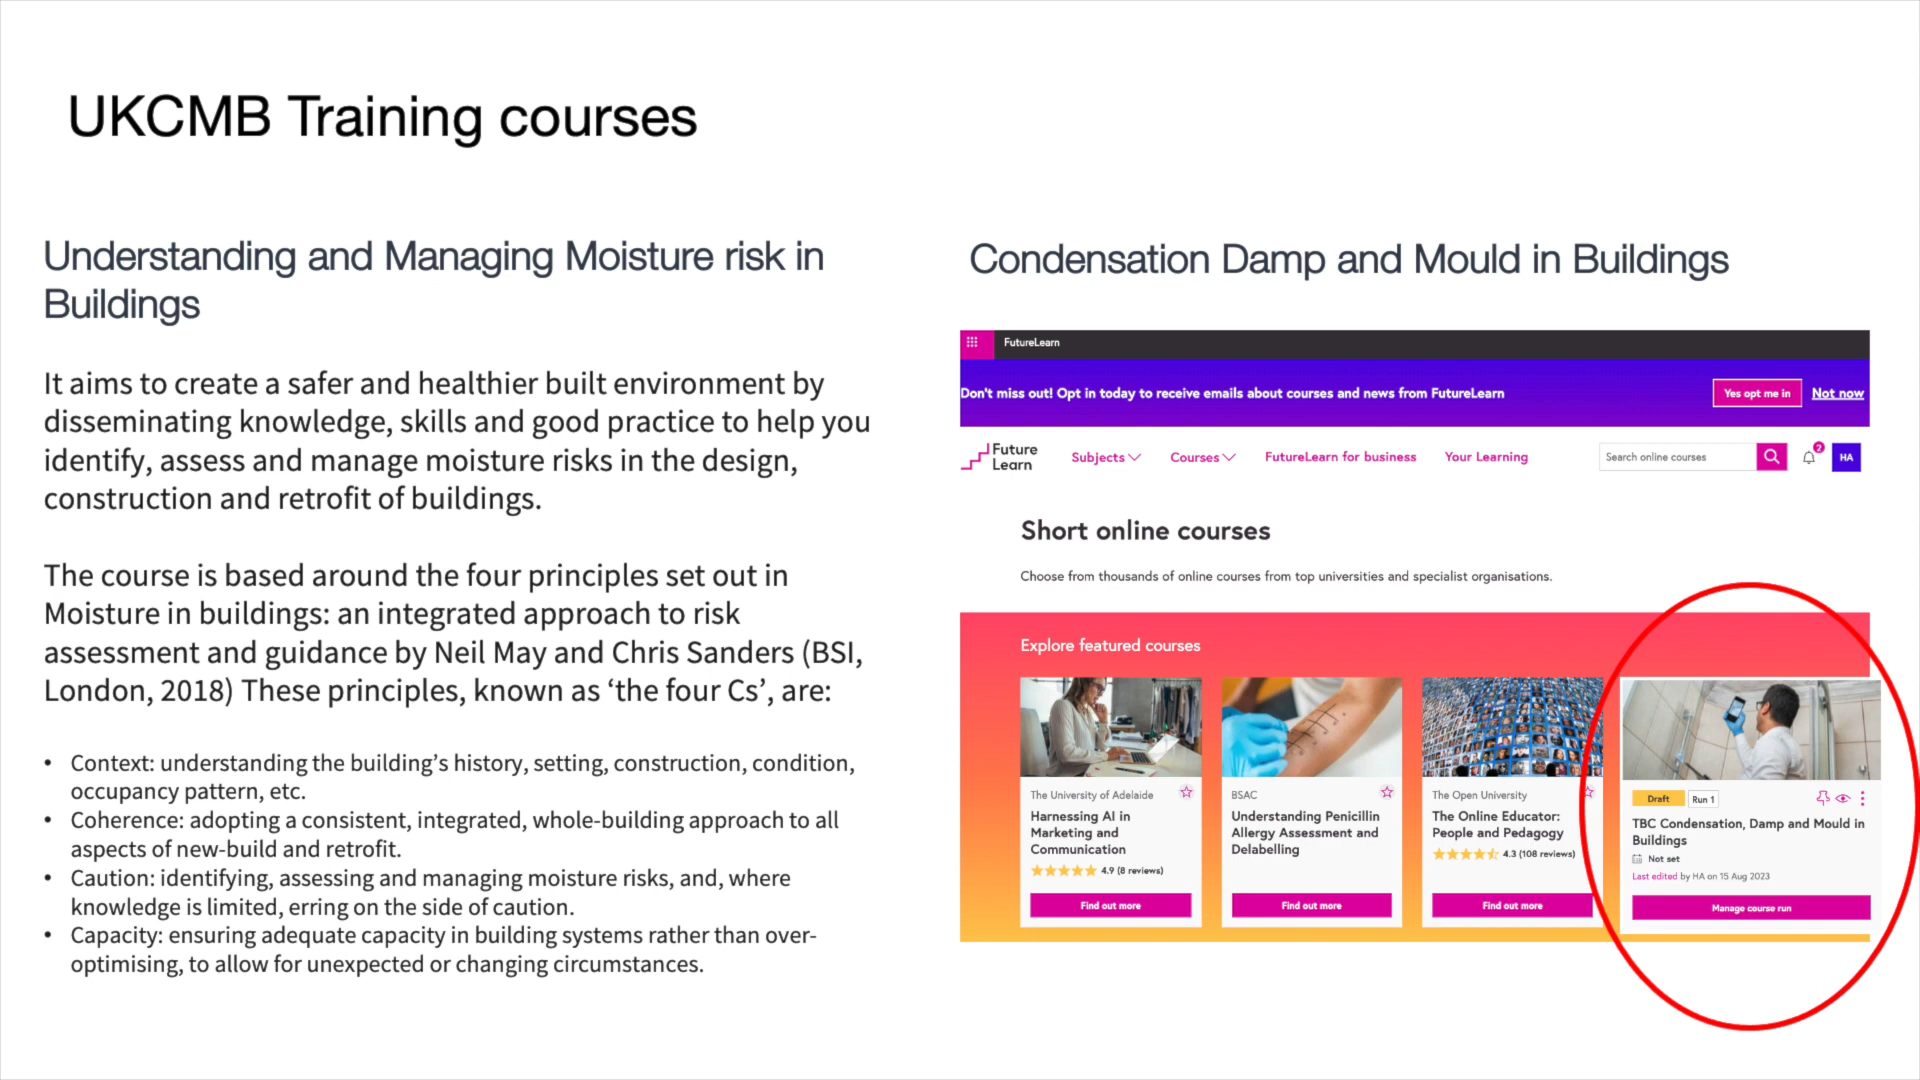 UKCMB Training courses
Understanding and Managing Moisture risk in
Buildings
It aims to create a safer and healthier built environment by
disseminating knowledge, skills and good practice to help you
identify, assess and manage moisture risks in the design,
construction and retrofit of buildings.
The course is based around the four principles set out in
Moisture in buildings: an integrated approach to risk
assessment and guidance by Neil May and Chris Sanders (BSI,
London, 2018) These principles, known as ‘the four Cs’, are:
• Context: understanding the building’s history, setting, construction, condition,
occupancy pattern, etc.
• Coherence: adopting a consistent, integrated, whole-building approach to all
aspects of new-build and retrofit.
• Caution: identifying, assessing and managing moisture risks, and, where
knowledge is limited, erring on the side of caution.
• Capacity: ensuring adequate capacity in building systems rather than over-
optimising, to allow for unexpected or changing circumstances.
Condensation Damp and Mould in Buildings
FutureLearn
Don't miss out! Opt in today to receive emails about courses and news from FutureLearn
Yes opt me in
Not now
Future
Learn
Subjects
Courses
FutureLearn for business
Your Learning
Search online courses
2
HA
Short online courses
Choose from thousands of online courses from top universities and specialist organisations.
Explore featured courses
The University of Adelaide
Harnessing AI in
Marketing and
Communication
4.9 (8 reviews)
Find out more
BSAC
Understanding Penicillin
Allergy Assessment and
Delabelling
Find out more
The Open University
The Online Educator:
People and Pedagogy
4.3 (108 reviews)
Find out more
Draft
Run 1
TBC Condensation, Damp and Mould in
Buildings
Not set
Last edited by HA on 15 Aug 2023
Manage course run